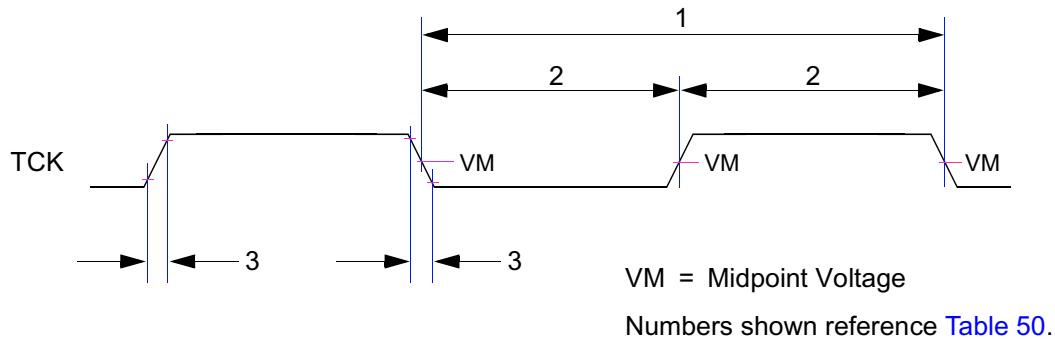 1
2 2
TCK VM VM VM
3 3
VM = Midpoint Voltage
Numbers shown reference Table 50.